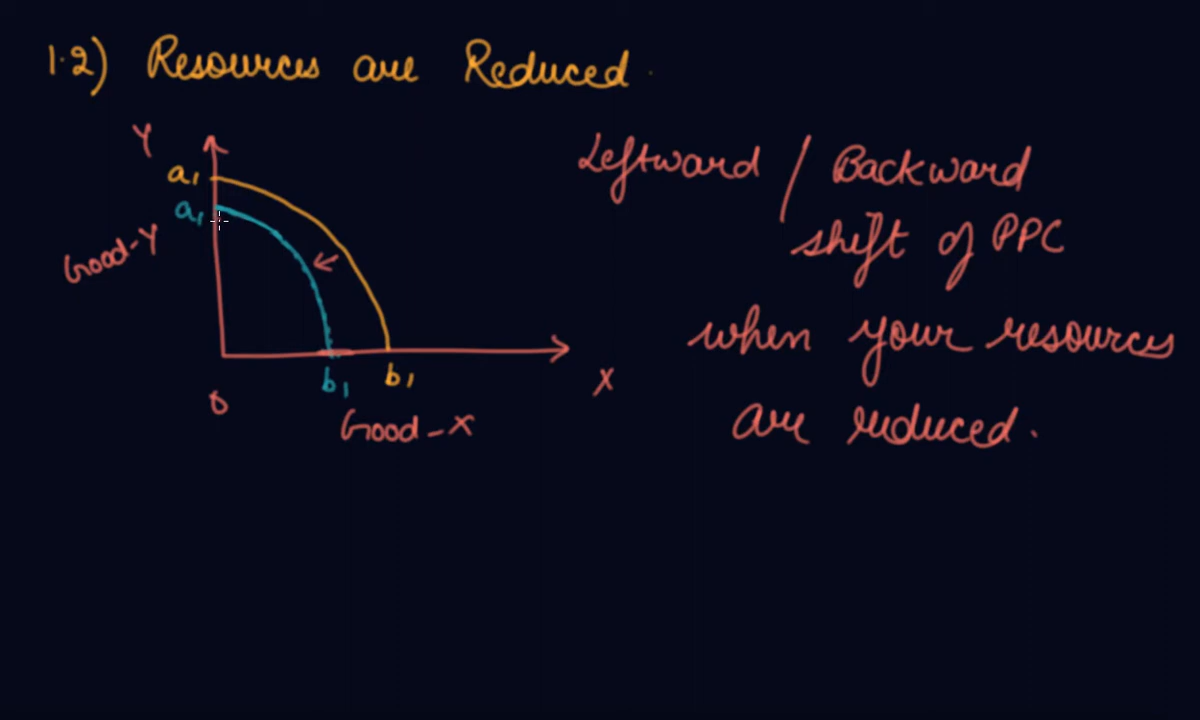 1.2) Resources are Reduced.
Y
a1
a1
Good-Y
b1
b1
X
O
Good-X
Leftward / Backward
shift of PPC
when your resources
are reduced.